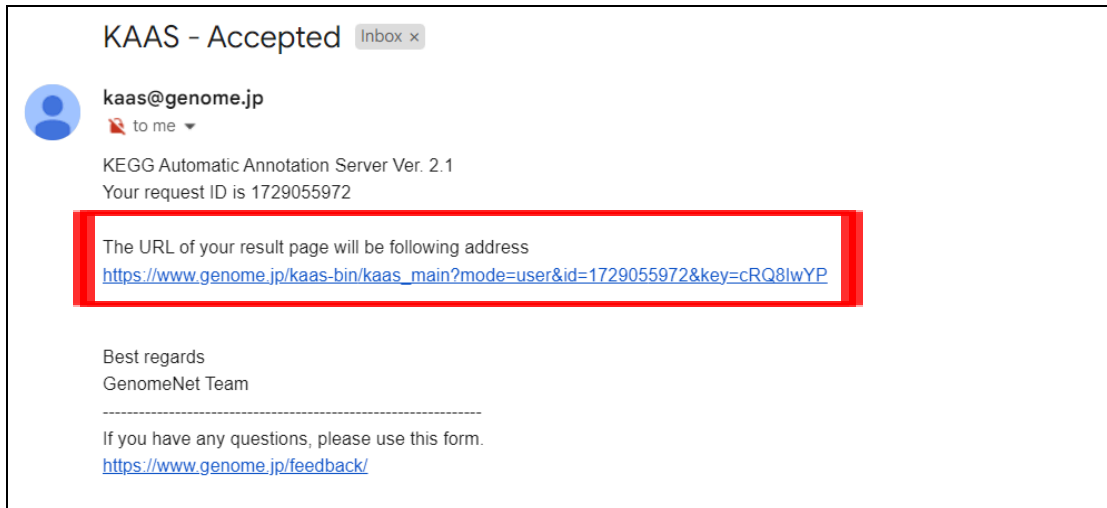 KAAS - Accepted Inbox ×
kaas@genome.jp
to me
KEGG Automatic Annotation Server Ver. 2.1
Your request ID is 1729055972
The URL of your result page will be following address
https://www.genome.jp/kaas-bin/kaas_main?mode=user&id=1729055972&key=cRQ8IwYP
Best regards
GenomeNet Team
---------------------------------------------------------------
If you have any questions, please use this form.
https://www.genome.jp/feedback/